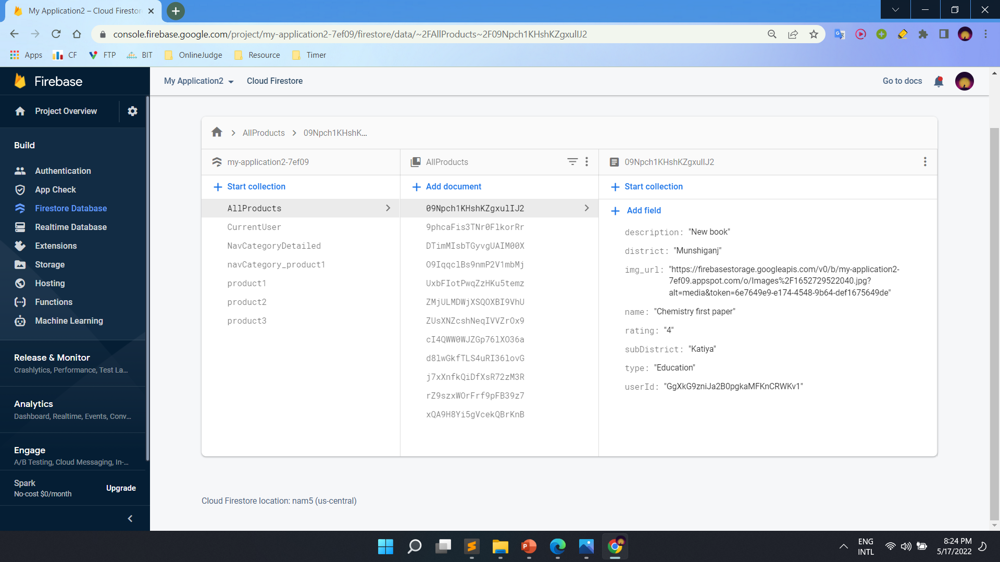 My Application2 – Cloud Firestor
console.firebase.google.com/project/my-application2-7ef09/firestore/data/~2FAllProducts~2F09Npch1KHshKZgxulIJ2
Apps CF FTP BIT OnlineJudge Resource Timer
Firebase
My Application2 Cloud Firestore Go to docs
Project Overview
Build
Authentication
App Check
Firestore Database
Realtime Database
Extensions
Storage
Hosting
Functions
Machine Learning
Release & Monitor
Crashlytics, Performance, Test La...
Analytics
Dashboard, Realtime, Events, Conv...
Engage
A/B Testing, Cloud Messaging, In-...
Spark
No-cost $0/month
Upgrade
AllProducts 09Npch1KHshK...
my-application2-7ef09
Start collection
AllProducts
CurrentUser
NavCategoryDetailed
navCategory_product1
product1
product2
product3
AllProducts
Add document
09Npch1KHshKZgxulIJ2
9phcaFis3TNr0FlkorRr
DTimMIsbTGyvgUAIM00X
O9IqqclBs9nmP2V1mbMj
UxbFIotPwqZzHKu5temz
ZMjULMDWjXSQOXBI9VhU
ZUsXNZcshNeqIVVZrOx9
cI4QWW0WJZGp76lXO36a
d8lwGkfTLS4uRI36lovG
j7xXnfkQiDfXsR72zM3R
rZ9szxWOrFrf9pFB39z7
xQA9H8Yi5gVcekQBrKnB
09Npch1KHshKZgxulIJ2
Start collection
Add field
description: "New book"
district: "Munshiganj"
img_url: "https://firebasestorage.googleapis.com/v0/b/my-application2-
7ef09.appspot.com/o/Images%2F1652729522040.jpg?
alt=media&token=6e7649e9-e174-4548-9b64-def1675649de"
name: "Chemistry first paper"
rating: "4"
subDistrict: "Katiya"
type: "Education"
userId: "GgXkG9zniJa2B0pgkaMFKnCRWKv1"
Cloud Firestore location: nam5 (us-central)
ENG
INTL
8:24 PM
5/17/2022